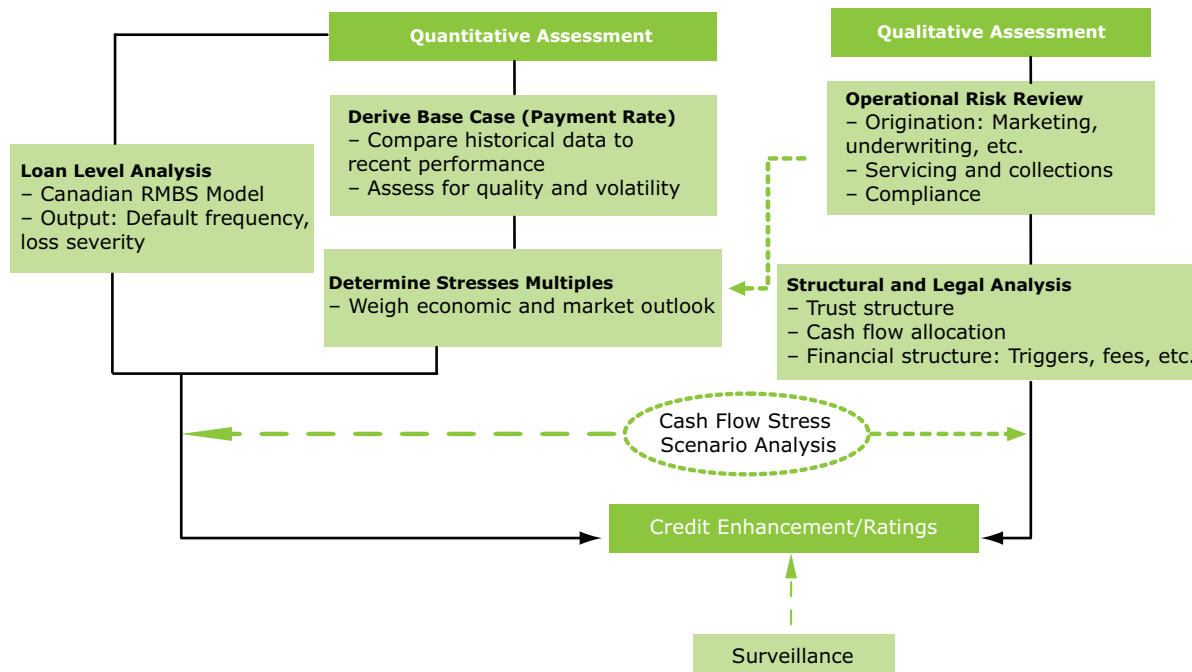 Quantitative Assessment
Qualitative Assessment
Loan Level Analysis
– Canadian RMBS Model
– Output: Default frequency,
loss severity
Derive Base Case (Payment Rate)
– Compare historical data to
recent performance
– Assess for quality and volatility
Determine Stresses Multiples
– Weigh economic and market outlook
Operational Risk Review
– Origination: Marketing,
underwriting, etc.
– Servicing and collections
– Compliance
Structural and Legal Analysis
– Trust structure
– Cash flow allocation
– Financial structure: Triggers, fees, etc.
Cash Flow Stress
Scenario Analysis
Credit Enhancement/Ratings
Surveillance